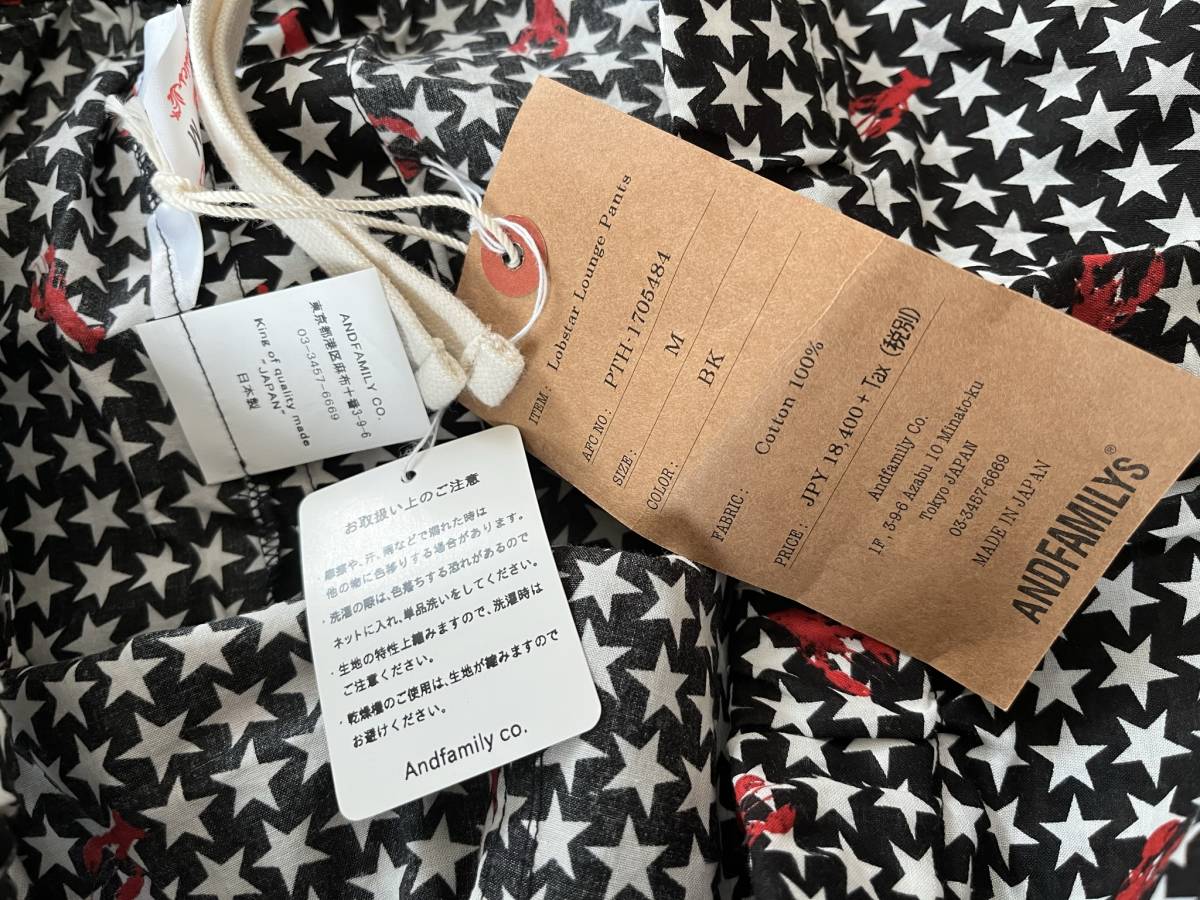 ITEM: Lobstar Lounge Pants
AFC NO: PTH-1705484
SIZE: M
COLOR: BK
FABRIC: Cotton 100%
PRICE: JPY 18,400 + Tax (税別)
Andfamily Co.
1F, 3-9-6 Azabu 10 Minato-ku
Tokyo JAPAN
03-3457-6669
MADE IN JAPAN
ANDFAMILYS®
ANDFAMILY CO.
東京都港区麻布十番3-9-6
03-3457-6669
King of quality made
"JAPAN"
日本製
お取扱い上のご注意
・摩擦や、汗、雨などで濡れた時は
他の物に色移りする場合があります。
・洗濯の際は、色落ちする恐れがあるので
ネットに入れ、単品洗いをしてください。
・生地の特性上縮みますので、洗濯時は
ご注意ください。
・乾燥機のご使用は、生地が縮みますので
お避けください。
Andfamily co.